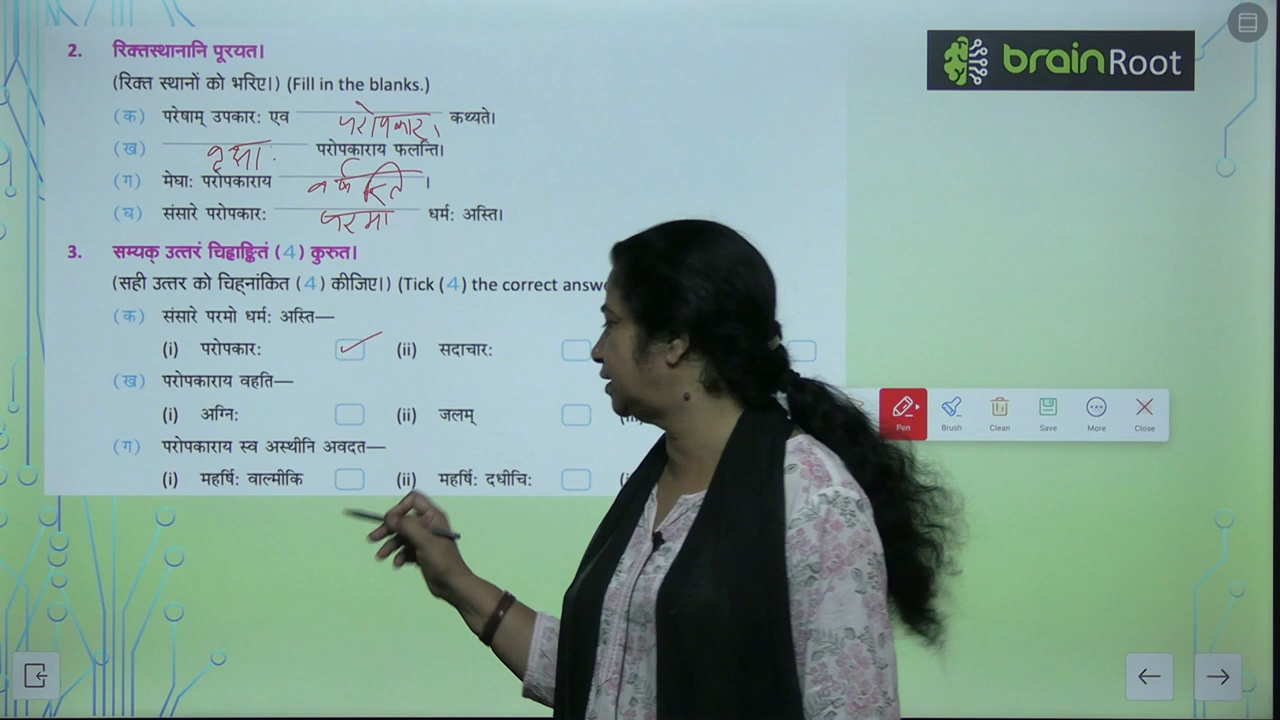 brainRoot
2. रिक्तस्थानानि पूरयत।
(रिक्त स्थानों को भरिए।) (Fill in the blanks.)
(क) परेषाम् उपकारः एव परोपकारः कथ्यते।
(ख) वृक्षाः परोपकाराय फलन्ति।
(ग) मेघाः परोपकाराय ।
(घ) संसारे परोपकारः परमा धर्मः अस्ति।
3. सम्यक् उत्तरं चिह्नाङ्कितं (4) कुरुत।
(सही उत्तर को चिह्नांकित (4) कीजिए।) (Tick (4) the correct answe
(क) संसारे परमो धर्मः अस्ति—
(i) परोपकारः ✓ (ii) सदाचारः
(ख) परोपकाराय वहति—
(i) अग्निः (ii) जलम्
(ग) परोपकाराय स्व अस्थीनि अवदत—
(i) महर्षिः वाल्मीकि (ii) महर्षिः दधीचिः
Pen Brush Clean Save More Close